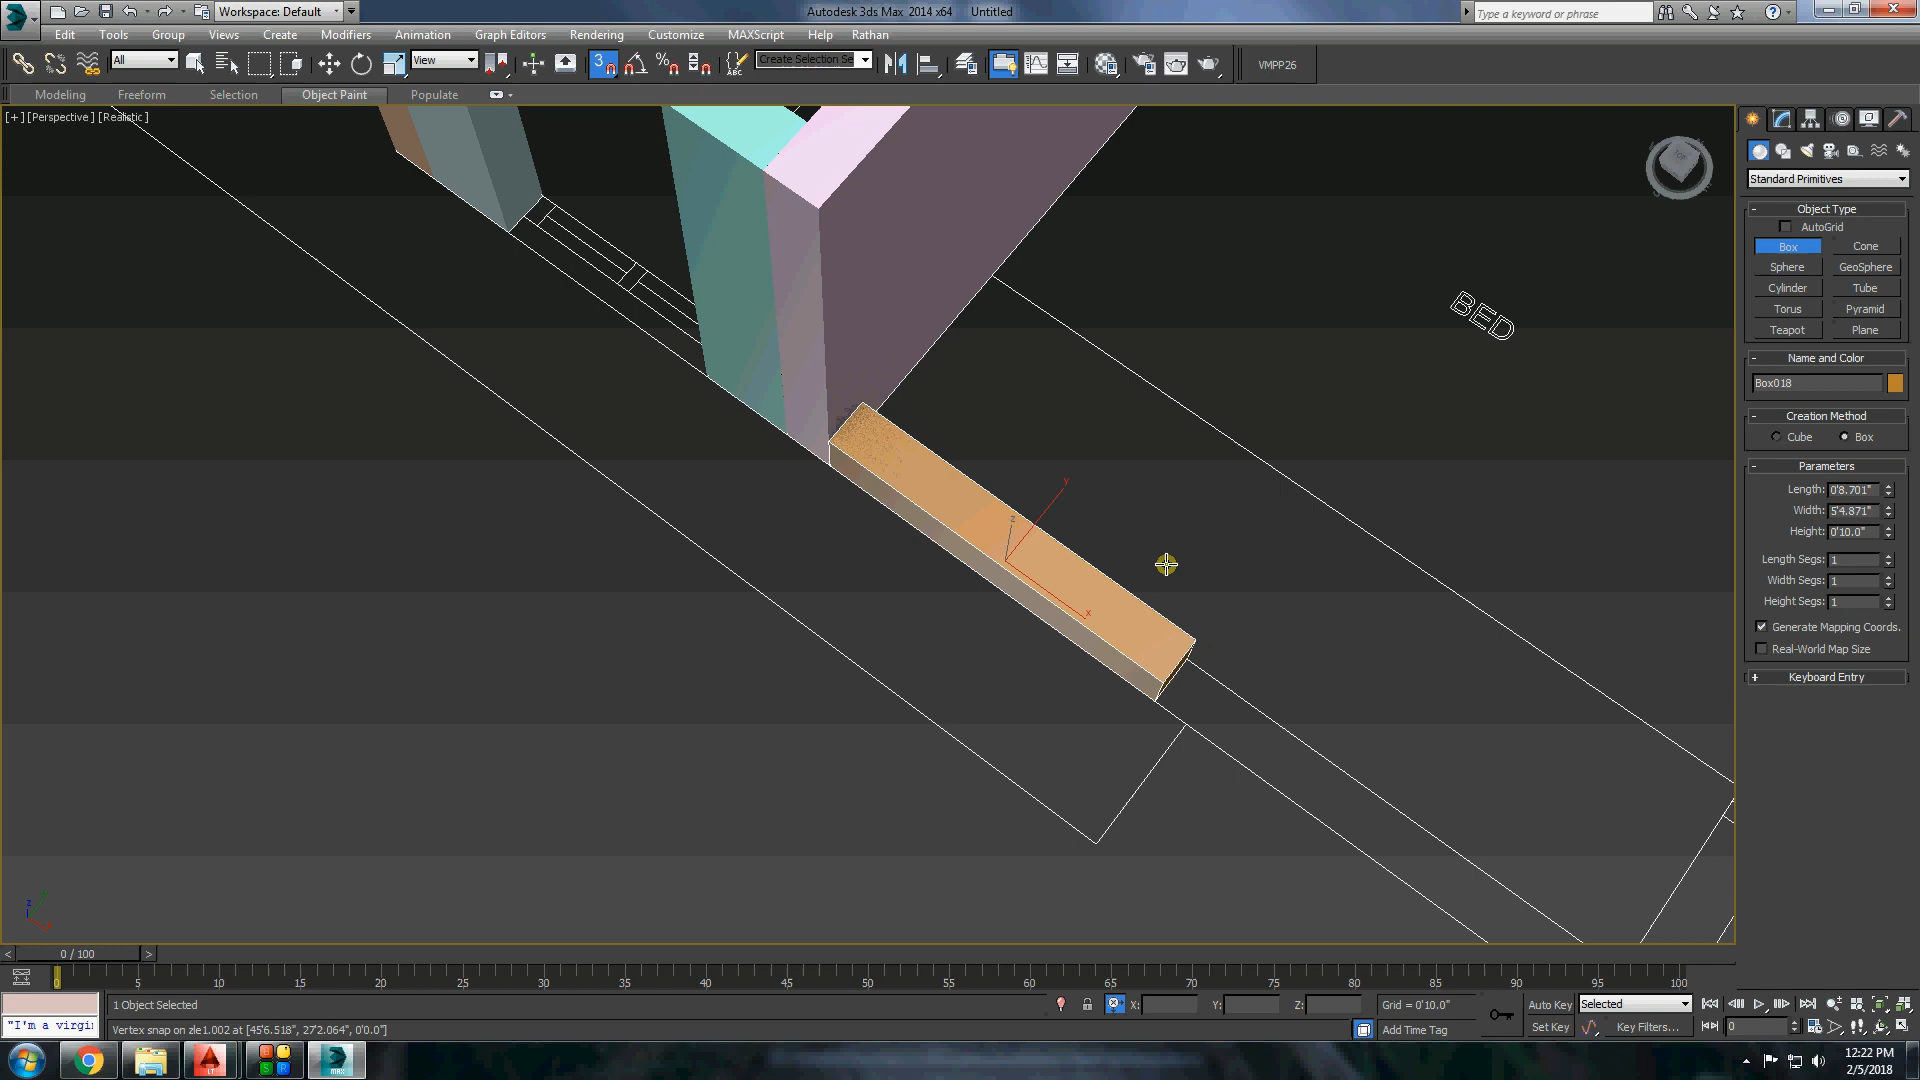 Workspace: Default
Autodesk 3ds Max 2014 x64 Untitled
Type a keyword or phrase
Edit Tools Group Views Create Modifiers Animation Graph Editors Rendering Customize MAXScript Help Rathan
All
View
3
ABC
Create Selection Se
VMPP26
Modeling Freeform Selection Object Paint Populate
[+] [Perspective] [Realistic]
Standard Primitives
- Object Type
AutoGrid
Box Cone
Sphere GeoSphere
Cylinder Tube
Torus Pyramid
Teapot Plane
BED
- Name and Color
Box018
- Creation Method
Cube Box
- Parameters
Length: 0'8.701"
Width: 5'4.871"
Height: 0'10.0"
Length Segs: 1
Width Segs: 1
Height Segs: 1
Generate Mapping Coords.
Real-World Map Size
+ Keyboard Entry
y
z
x
z
< 0 / 100 >
0 5 10 15 20 25 30 35 40 45 50 55 60 65 70 75 80 85 90 95 100
1 Object Selected
X: Y: Z: Grid = 0'10.0"
Auto Key Selected
"I'm a virgi
Vertex snap on zle1.002 at [45'6.518", 27'2.064", 0'0.0"]
Add Time Tag
Set Key Key Filters...
0
LT
B S R
MAX
12:22 PM
2/5/2018